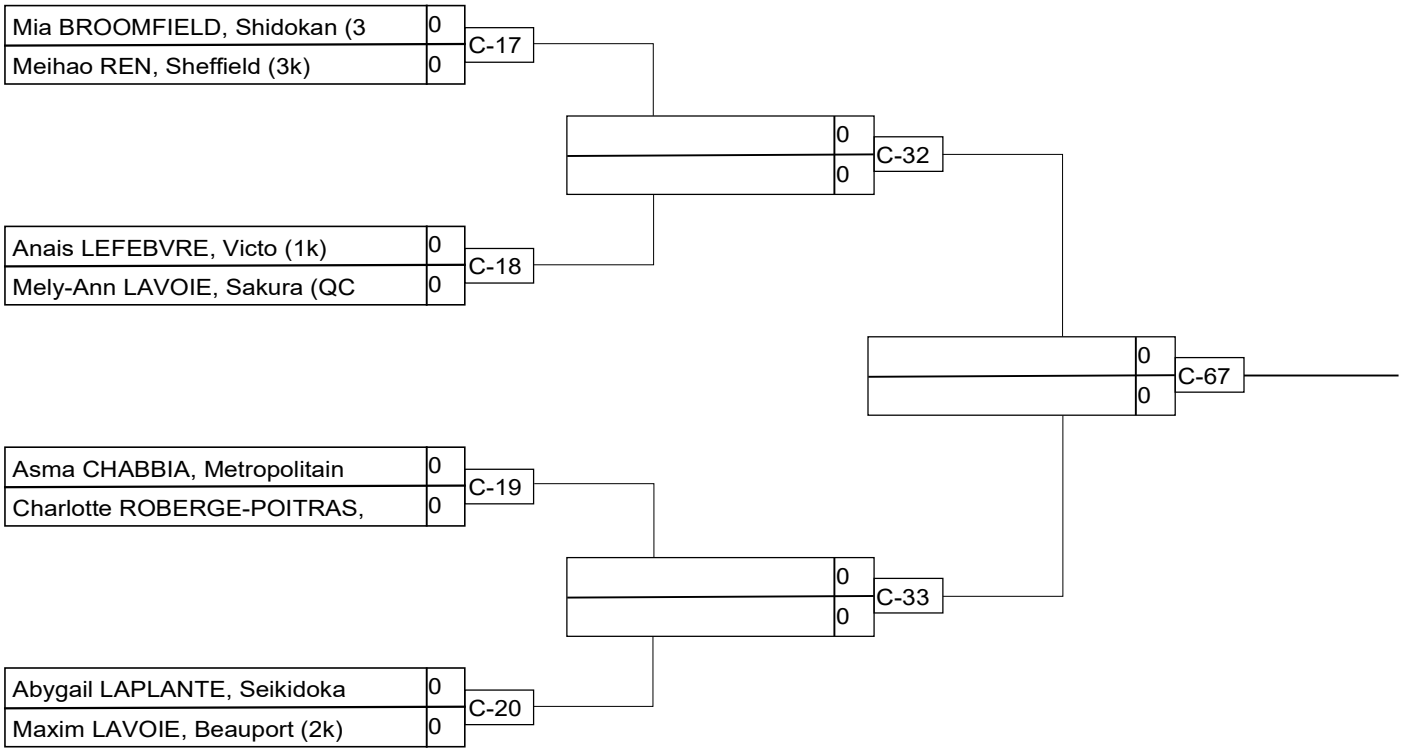 Mia BROOMFIELD, Shidokan (3 0
C-17
Meihao REN, Sheffield (3k) 0
0
C-32
0
Anais LEFEBVRE, Victo (1k) 0
C-18
Mely-Ann LAVOIE, Sakura (QC 0
0
C-67
0
Asma CHABBIA, Metropolitain 0
C-19
Charlotte ROBERGE-POITRAS, 0
0
C-33
0
Abygail LAPLANTE, Seikidoka 0
C-20
Maxim LAVOIE, Beauport (2k) 0